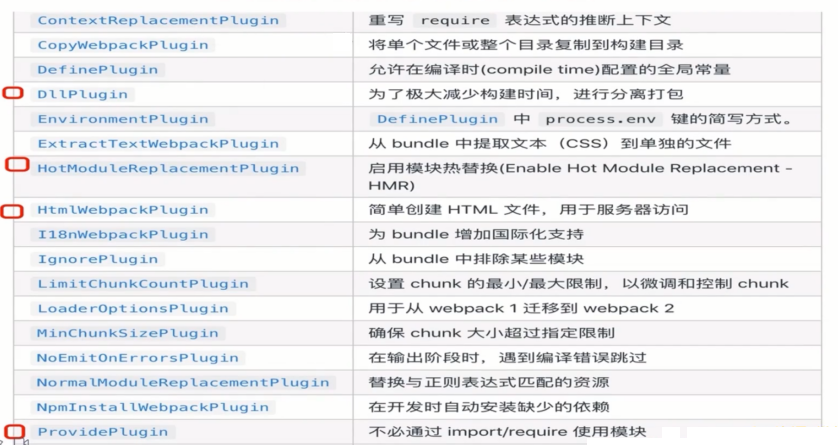 ContextReplacementPlugin 重写 require 表达式的推断上下文
CopyWebpackPlugin 将单个文件或整个目录复制到构建目录
DefinePlugin 允许在编译时(compile time)配置的全局常量
DllPlugin 为了极大减少构建时间，进行分离打包
EnvironmentPlugin DefinePlugin 中 process.env 键的简写方式。
ExtractTextWebpackPlugin 从 bundle 中提取文本（CSS）到单独的文件
HotModuleReplacementPlugin 启用模块热替换(Enable Hot Module Replacement -
HMR)
HtmlWebpackPlugin 简单创建 HTML 文件，用于服务器访问
I18nWebpackPlugin 为 bundle 增加国际化支持
IgnorePlugin 从 bundle 中排除某些模块
LimitChunkCountPlugin 设置 chunk 的最小/最大限制，以微调和控制 chunk
LoaderOptionsPlugin 用于从 webpack 1 迁移到 webpack 2
MinChunkSizePlugin 确保 chunk 大小超过指定限制
NoEmitOnErrorsPlugin 在输出阶段时，遇到编译错误跳过
NormalModuleReplacementPlugin 替换与正则表达式匹配的资源
NpmInstallWebpackPlugin 在开发时自动安装缺少的依赖
ProvidePlugin 不必通过 import/require 使用模块